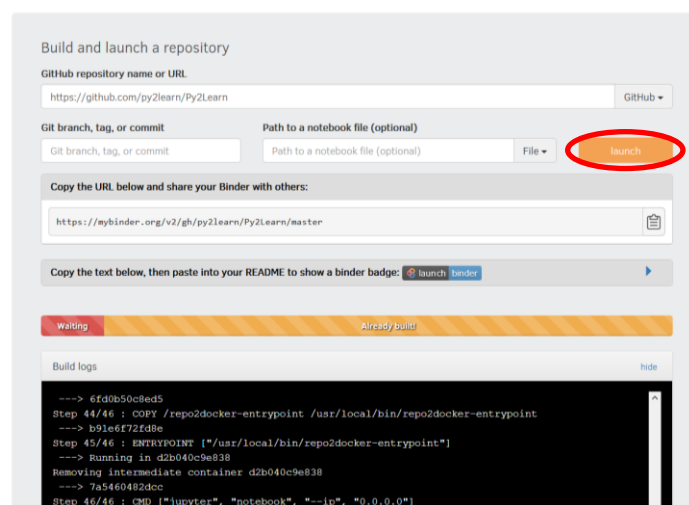 Build and launch a repository
GitHub repository name or URL
https://github.com/py2learn/Py2Learn
GitHub
Git branch, tag, or commit
Path to a notebook file (optional)
Git branch, tag, or commit
Path to a notebook file (optional)
File
launch
Copy the URL below and share your Binder with others:
https://mybinder.org/v2/gh/py2learn/Py2Learn/master
Copy the text below, then paste into your README to show a binder badge: launch binder
Waiting
Already built!
Build logs
hide
---> 6fd0b50c8ed5
Step 44/46 : COPY /repo2docker-entrypoint /usr/local/bin/repo2docker-entrypoint
---> b91e6f72fd8e
Step 45/46 : ENTRYPOINT ["/usr/local/bin/repo2docker-entrypoint"]
---> Running in d2b040c9e838
Removing intermediate container d2b040c9e838
---> 7a5460482dcc
Step 46/46 : CMD ["jupyter", "notebook", "--ip", "0.0.0.0"]